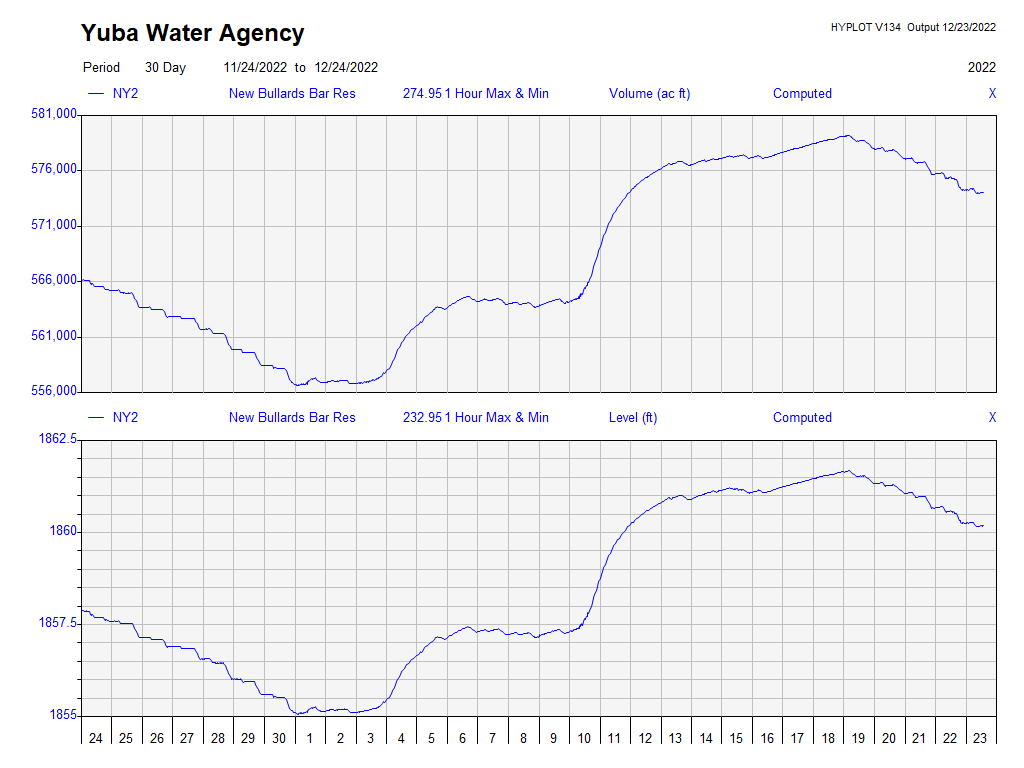 Yuba Water Agency
HYPLOT V134 Output 12/23/2022
Period 30 Day 11/24/2022 to 12/24/2022 2022
NY2 New Bullards Bar Res 274.95 1 Hour Max & Min Volume (ac ft) Computed X
581,000
576,000
571,000
566,000
561,000
556,000
NY2 New Bullards Bar Res 232.95 1 Hour Max & Min Level (ft) Computed X
1862.5
1860
1857.5
1855
24 25 26 27 28 29 30 1 2 3 4 5 6 7 8 9 10 11 12 13 14 15 16 17 18 19 20 21 22 23